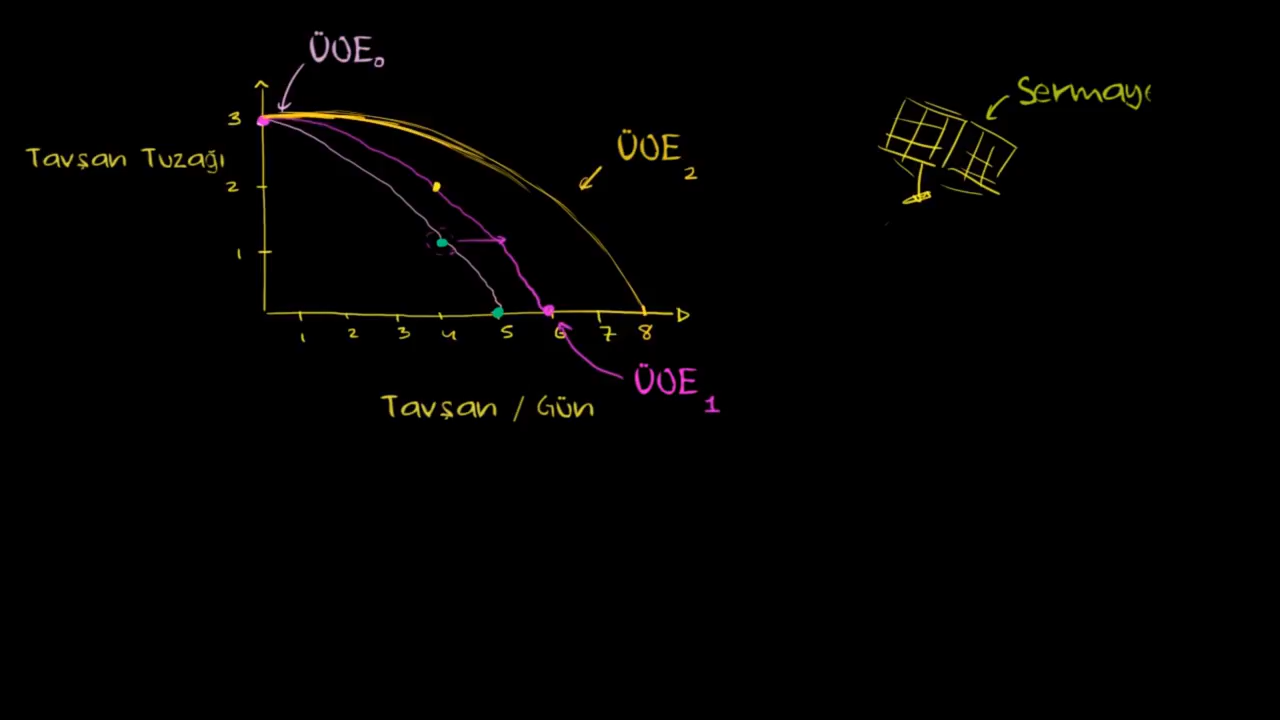 ÜOE₀
Sermaye
3
Tavşan Tuzağı
ÜOE₂
2
1
1 2 3 4 5 6 7 8
ÜOE₁
Tavşan / Gün